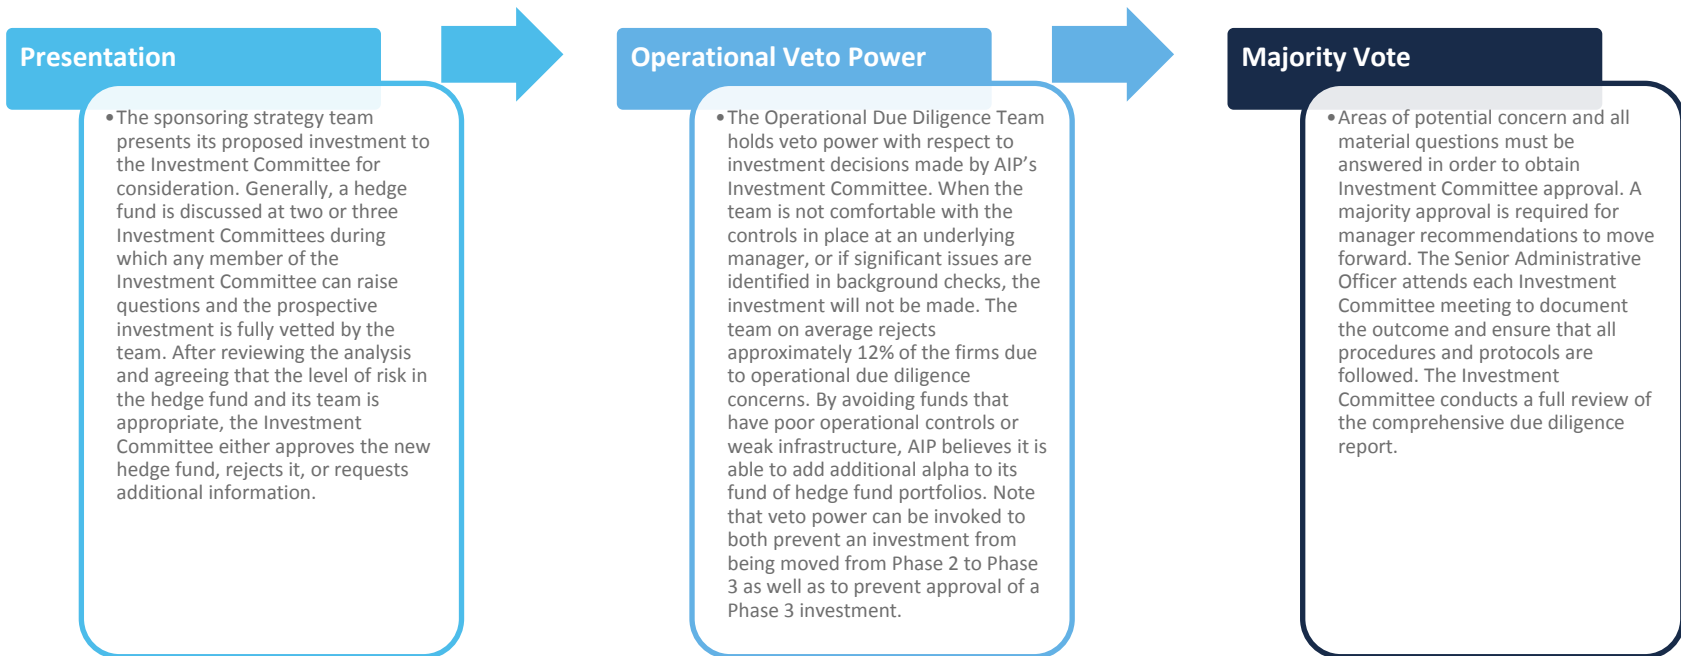 Presentation
•The sponsoring strategy team
presents its proposed investment to
the Investment Committee for
consideration. Generally, a hedge
fund is discussed at two or three
Investment Committees during
which any member of the
Investment Committee can raise
questions and the prospective
investment is fully vetted by the
team. After reviewing the analysis
and agreeing that the level of risk in
the hedge fund and its team is
appropriate, the Investment
Committee either approves the new
hedge fund, rejects it, or requests
additional information.
Operational Veto Power
•The Operational Due Diligence Team
holds veto power with respect to
investment decisions made by AIP’s
Investment Committee. When the
team is not comfortable with the
controls in place at an underlying
manager, or if significant issues are
identified in background checks, the
investment will not be made. The
team on average rejects
approximately 12% of the firms due
to operational due diligence
concerns. By avoiding funds that
have poor operational controls or
weak infrastructure, AIP believes it is
able to add additional alpha to its
fund of hedge fund portfolios. Note
that veto power can be invoked to
both prevent an investment from
being moved from Phase 2 to Phase
3 as well as to prevent approval of a
Phase 3 investment.
Majority Vote
•Areas of potential concern and all
material questions must be
answered in order to obtain
Investment Committee approval. A
majority approval is required for
manager recommendations to move
forward. The Senior Administrative
Officer attends each Investment
Committee meeting to document
the outcome and ensure that all
procedures and protocols are
followed. The Investment
Committee conducts a full review of
the comprehensive due diligence
report.